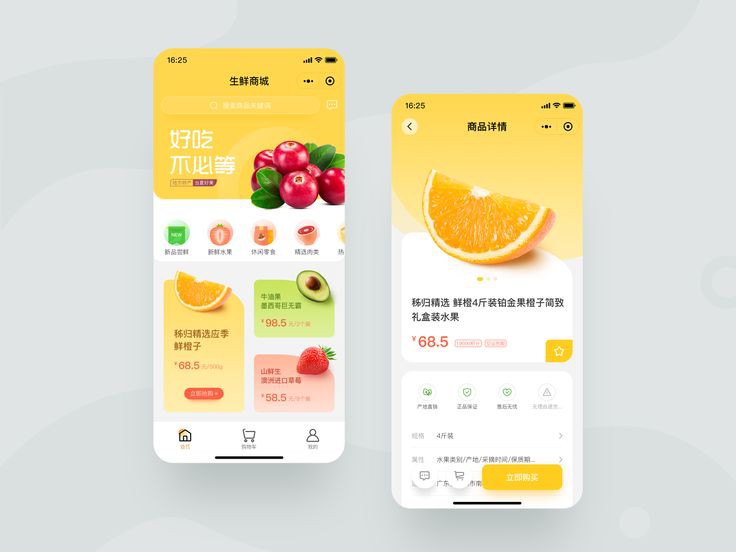 16:25
生鲜商城
搜索商品关键词
好吃
不必等
当夏好果
NEW
新品尝鲜
新鲜水果
休闲零食
精选肉类
热
秭归精选应季
鲜橙子
¥68.5元/500g
立即抢购
牛油果
墨西哥巨无霸
¥98.5元/2个装
山鲜生
澳洲进口草莓
¥58.5元/2个装
购物车
我的
16:25
商品详情
秭归精选 鲜橙4斤装铂金果橙子简致
礼盒装水果
¥68.5
产地直销
正品保证
售后无忧
规格
4斤装
属性
水果类别/产地/采摘时间/保质期...
广东
市南
立即购买